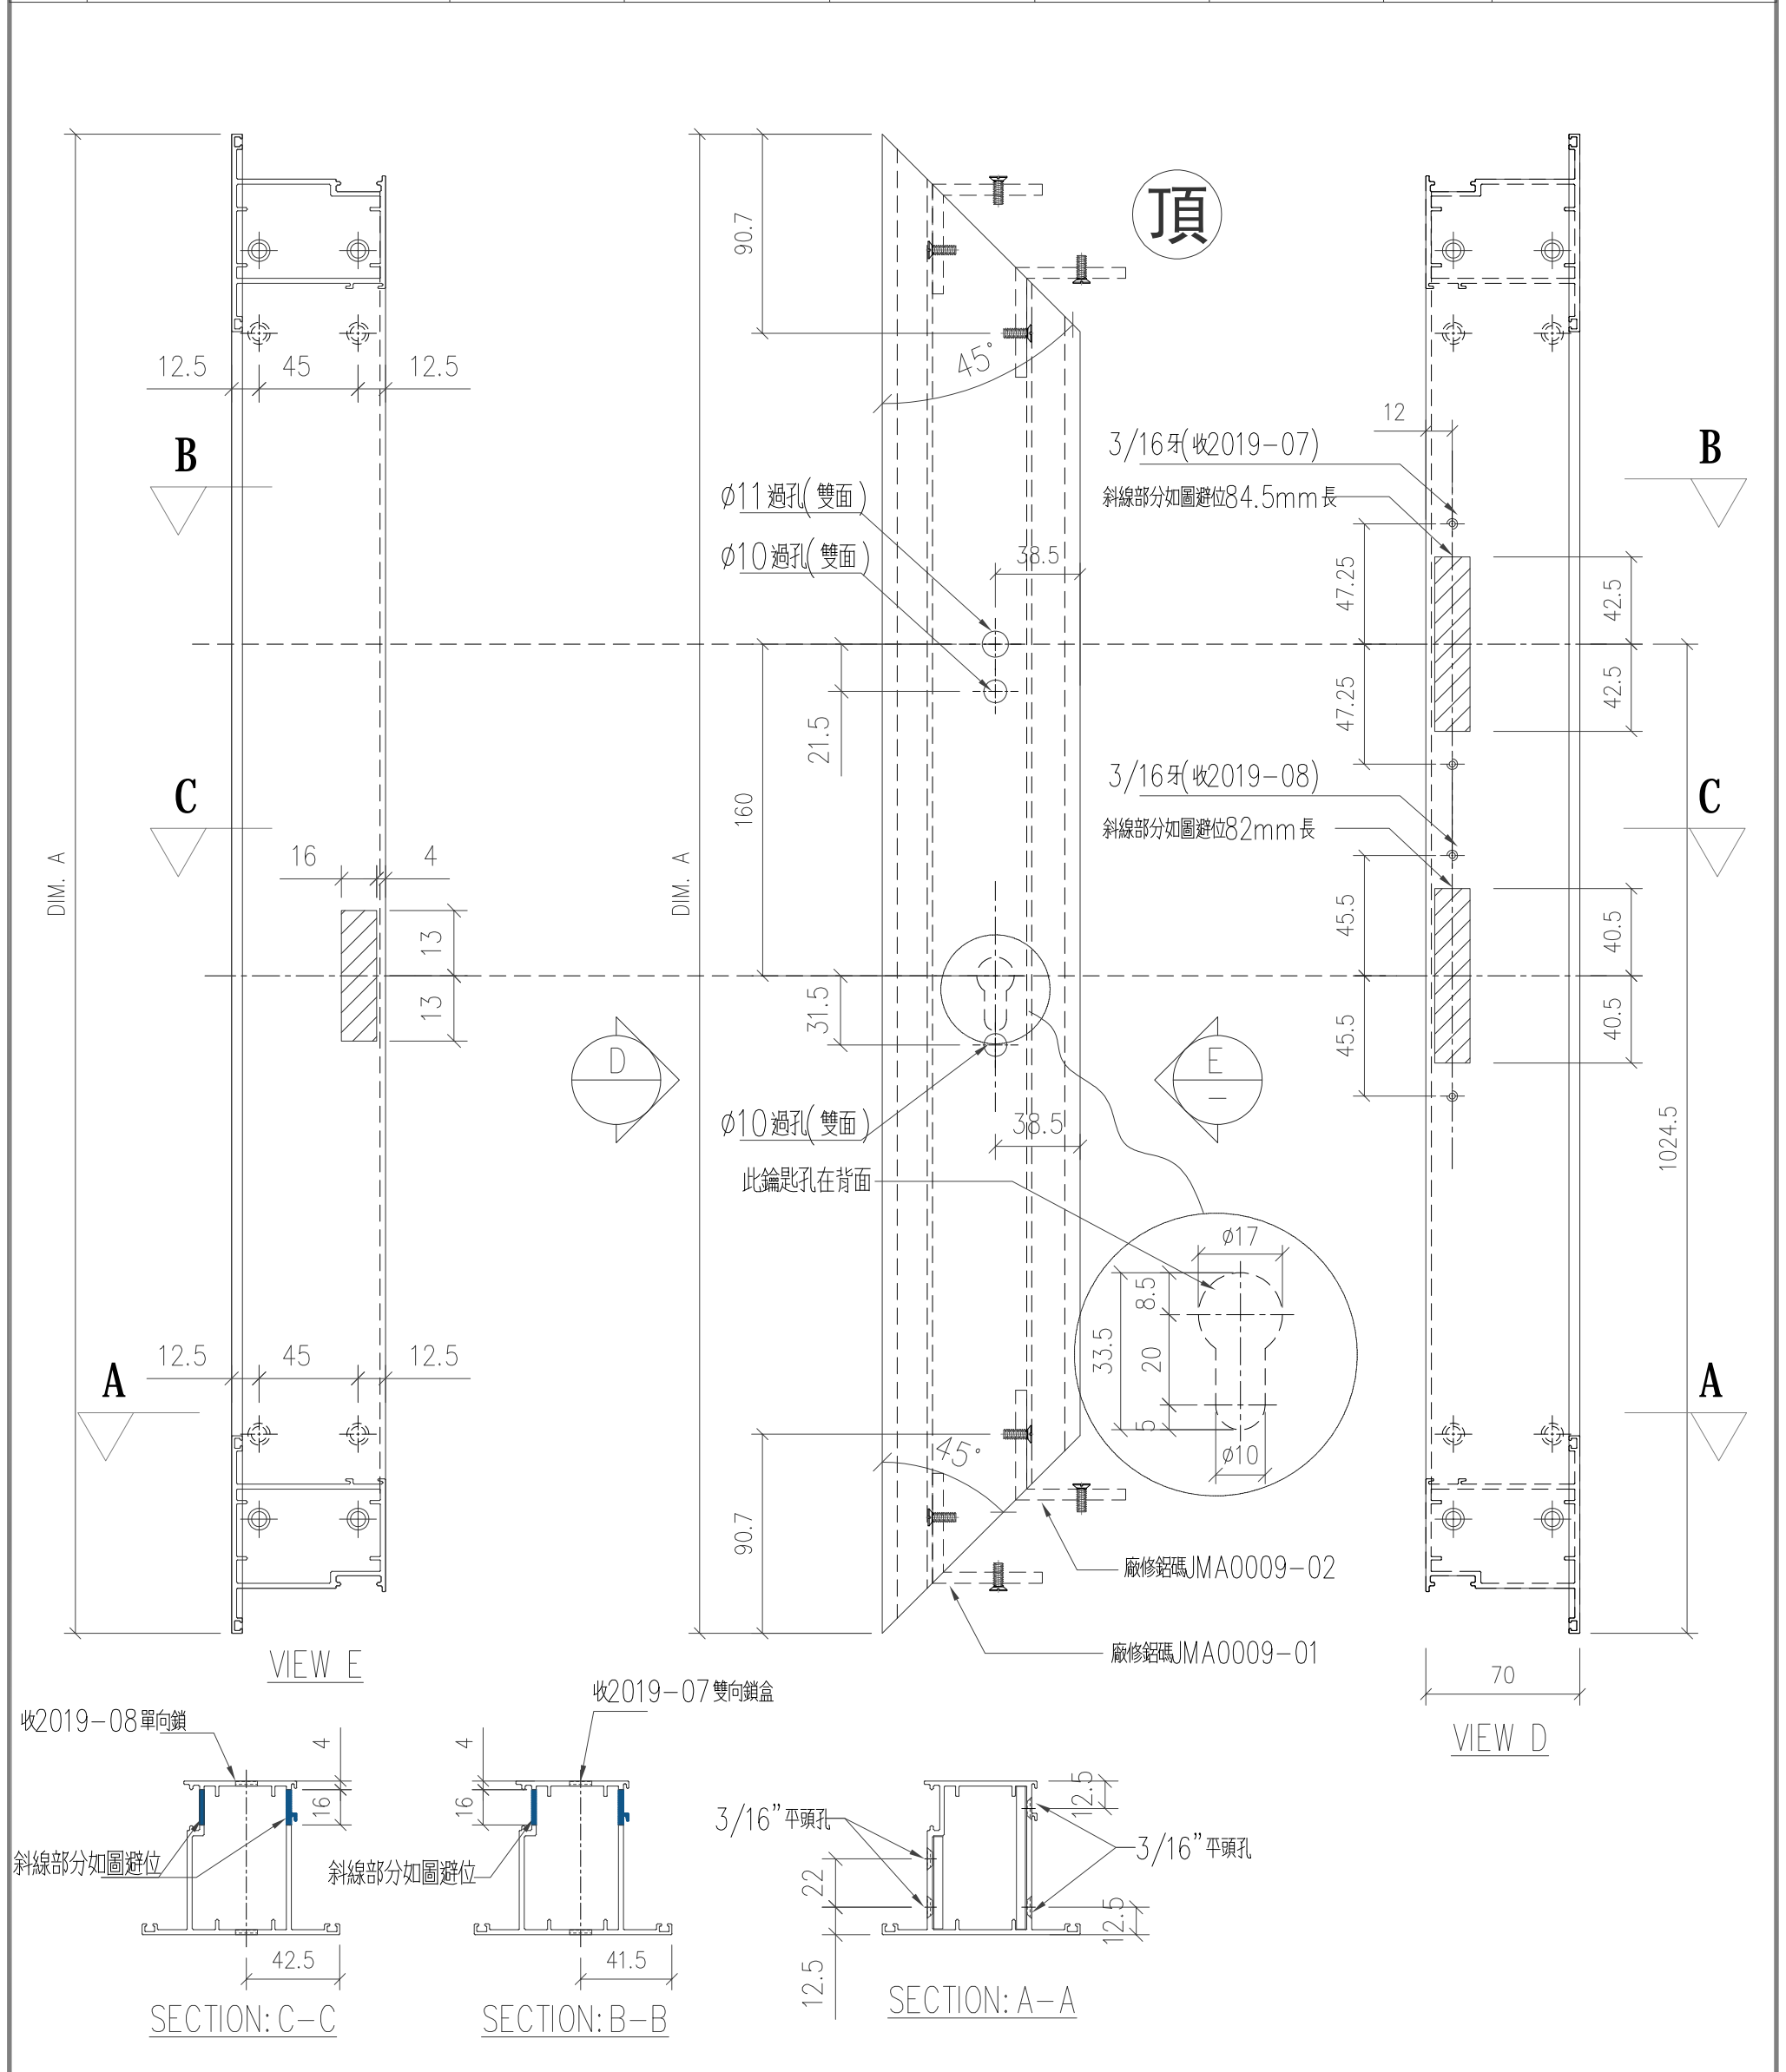 頂
90.7
45°
12.5
45
12.5
12
B
B
3/16牙(收2019-07)
斜線部分如圖避位84.5mm長
ø11過孔(雙面)
ø10過孔(雙面)
38.5
47.25
42.5
47.25
42.5
21.5
160
C
C
3/16牙(收2019-08)
斜線部分如圖避位82mm長
DIM. A
DIM. A
16
4
13
13
45.5
40.5
45.5
40.5
31.5
D
E
ø10過孔(雙面)
38.5
此鑰匙孔在背面
1024.5
ø17
8.5
33.5
20
5
ø10
12.5
45
12.5
A
A
45°
90.7
廠修鋁碼JMA0009-02
廠修鋁碼JMA0009-01
VIEW E
70
VIEW D
收2019-08單向鎖
收2019-07雙向鎖盒
4
16
4
16
斜線部分如圖避位
斜線部分如圖避位
3/16”平頭孔
3/16”平頭孔
12.5
22
12.5
12.5
42.5
41.5
SECTION: C-C
SECTION: B-B
SECTION: A-A